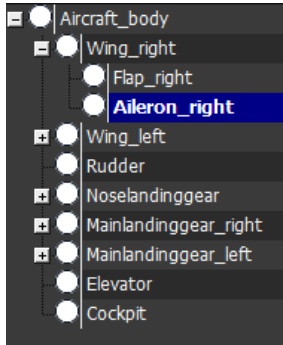 Aircraft_body
Wing_right
Flap_right
Aileron_right
Wing_left
Rudder
Noselandinggear
Mainlandinggear_right
Mainlandinggear_left
Elevator
Cockpit